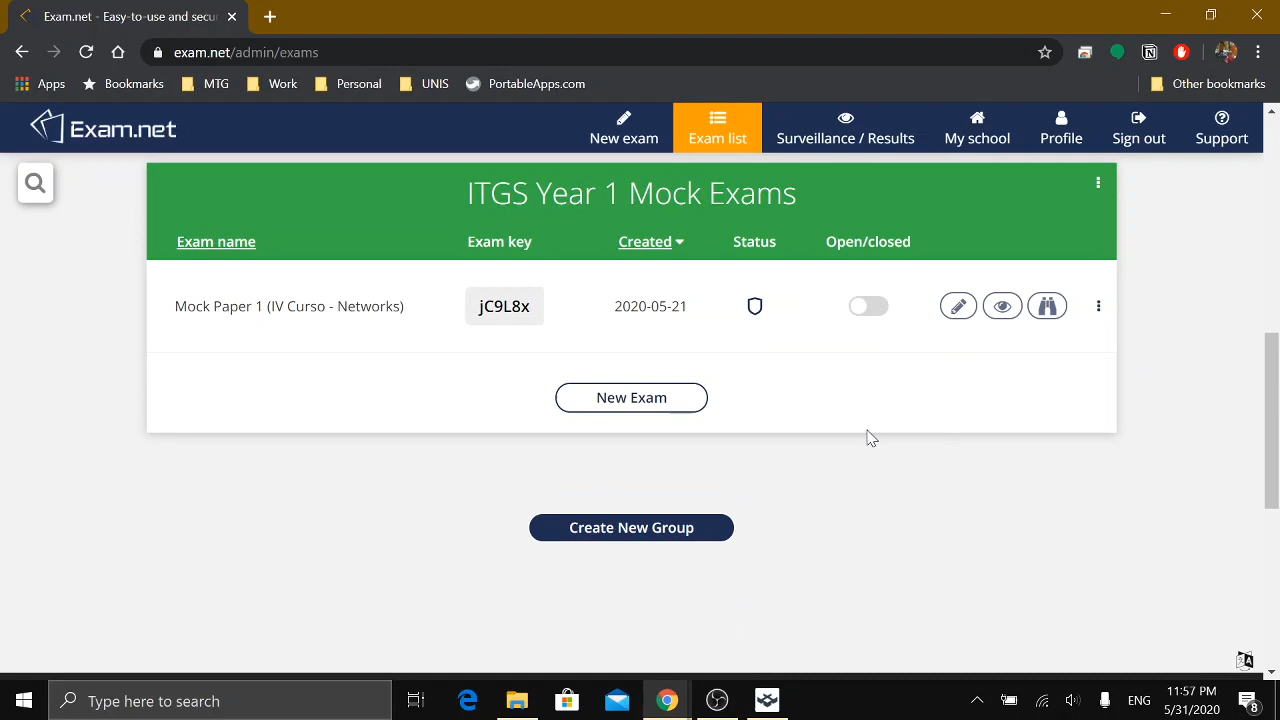 Exam.net - Easy-to-use and secu
exam.net/admin/exams
Apps Bookmarks MTG Work Personal UNIS PortableApps.com Other bookmarks
Exam.net New exam Exam list Surveillance / Results My school Profile Sign out Support
ITGS Year 1 Mock Exams
Exam name Exam key Created Status Open/closed
Mock Paper 1 (IV Curso - Networks) jC9L8x 2020-05-21
New Exam
Create New Group
Type here to search
ENG
11:57 PM
5/31/2020
8